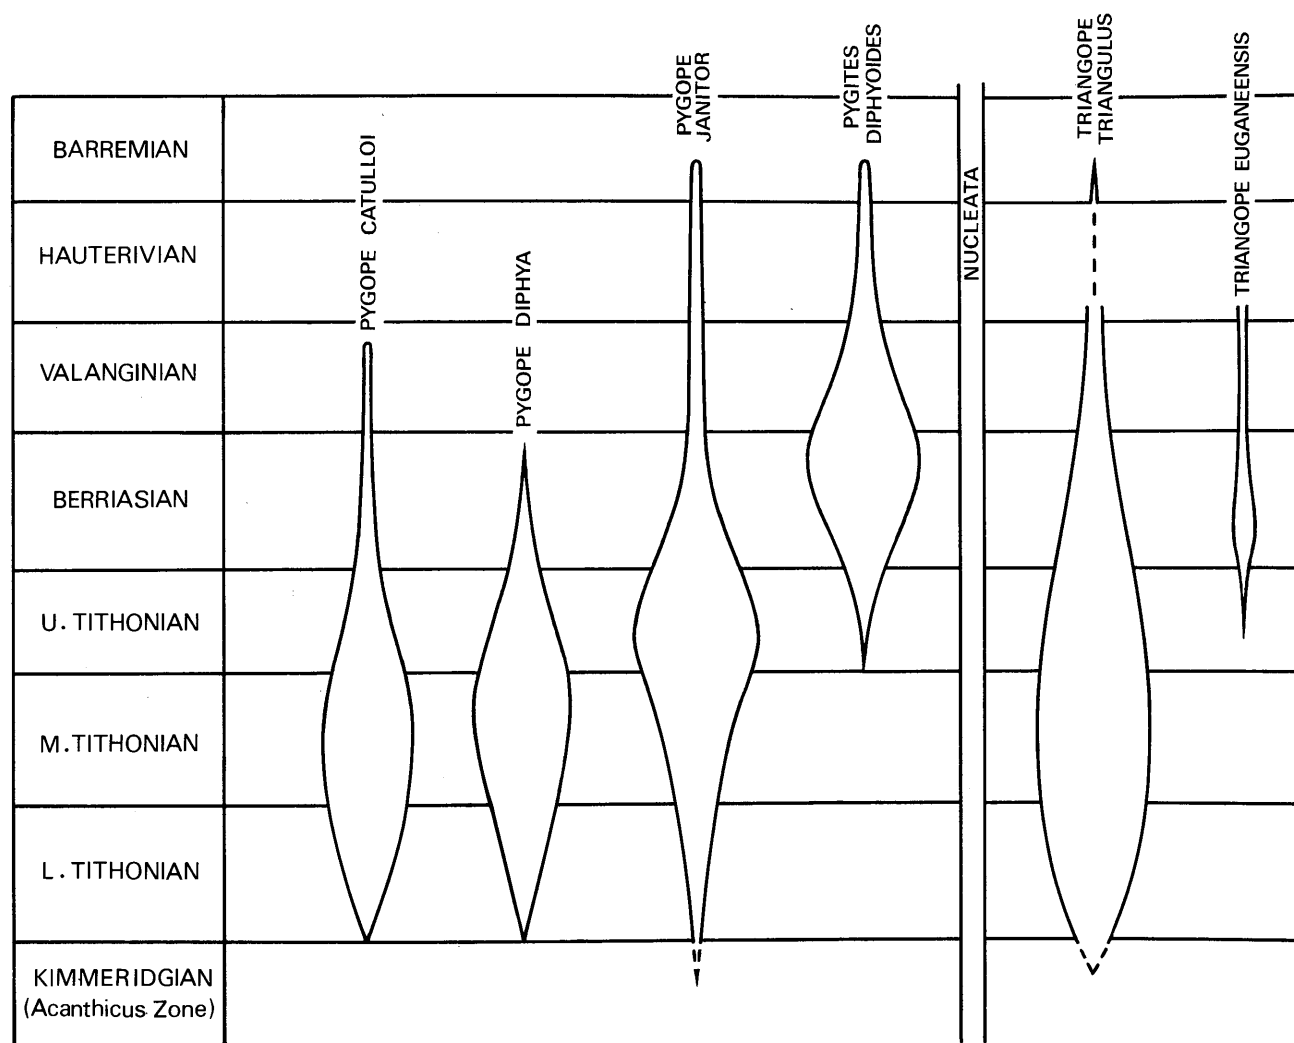 PYGOPE CATULLOI
PYGOPE DIPHYA
PYGOPE
JANITOR
PYGITES
DIPHYOIDES
NUCLEATA
TRIANGOPE
TRIANGULUS
TRIANGOPE EUGANEENSIS
BARREMIAN
HAUTERIVIAN
VALANGINIAN
BERRIASIAN
U. TITHONIAN
M. TITHONIAN
L. TITHONIAN
KIMMERIDGIAN
(Acanthicus Zone)